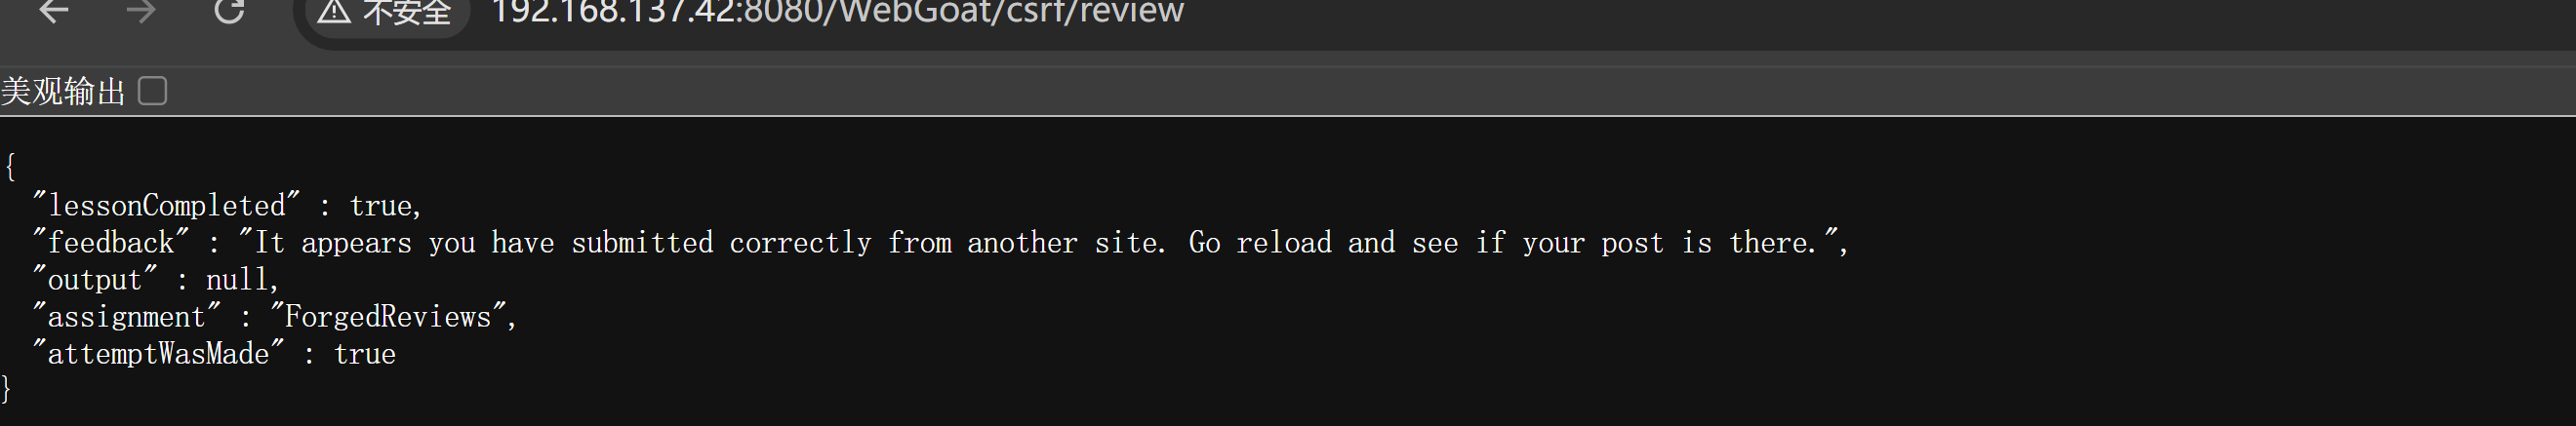 不安全 192.168.137.42:8080/WebGoat/csrf/review
美观输出
{
"lessonCompleted" : true,
"feedback" : "It appears you have submitted correctly from another site. Go reload and see if your post is there.",
"output" : null,
"assignment" : "ForgedReviews",
"attemptWasMade" : true
}